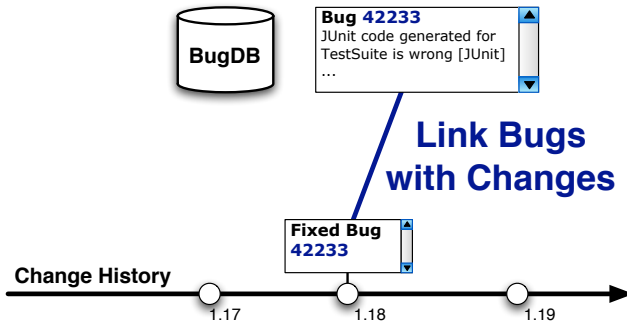 BugDB
Bug 42233
JUnit code generated for
TestSuite is wrong [JUnit]
...
Link Bugs
with Changes
Fixed Bug
42233
Change History
1.17
1.18
1.19